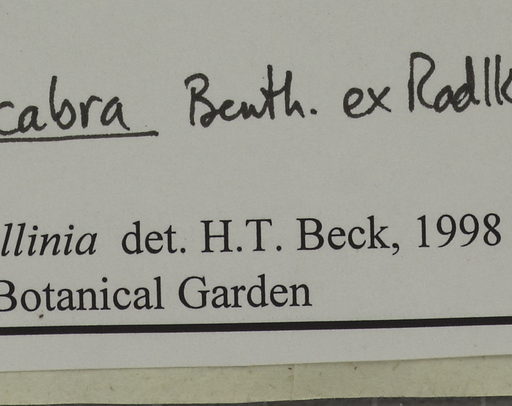 cabra Benth. ex Radlk
llinia det. H.T. Beck, 1998
Botanical Garden